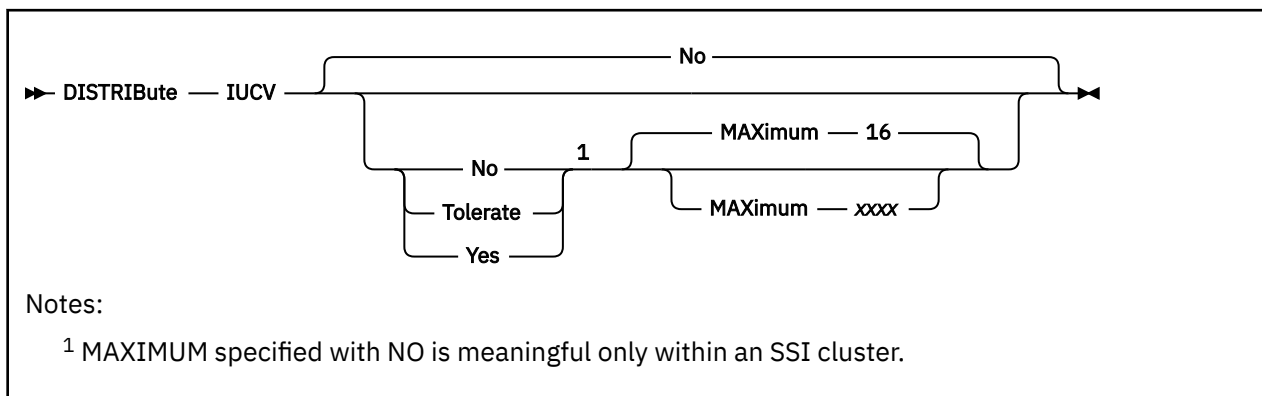 No
DISTRIBute IUCV
MAXimum 16
No 1
MAXimum xxxx
Tolerate
Yes
Notes:
1 MAXIMUM specified with NO is meaningful only within an SSI cluster.